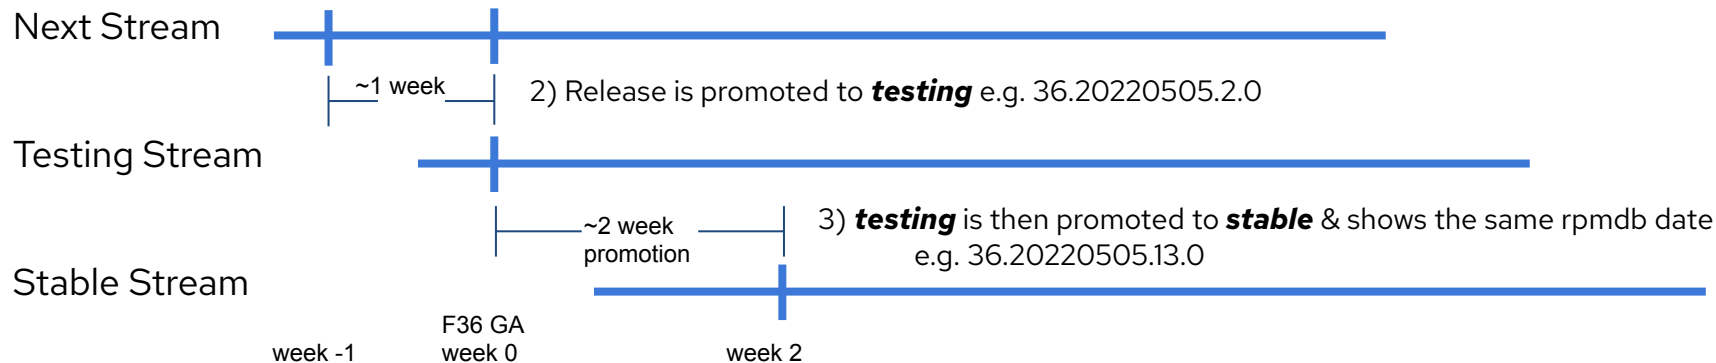 Next Stream
~1 week
2) Release is promoted to testing e.g. 36.20220505.2.0
Testing Stream
~2 week
promotion
3) testing is then promoted to stable & shows the same rpmdb date
e.g. 36.20220505.13.0
Stable Stream
F36 GA
week -1
week 0
week 2